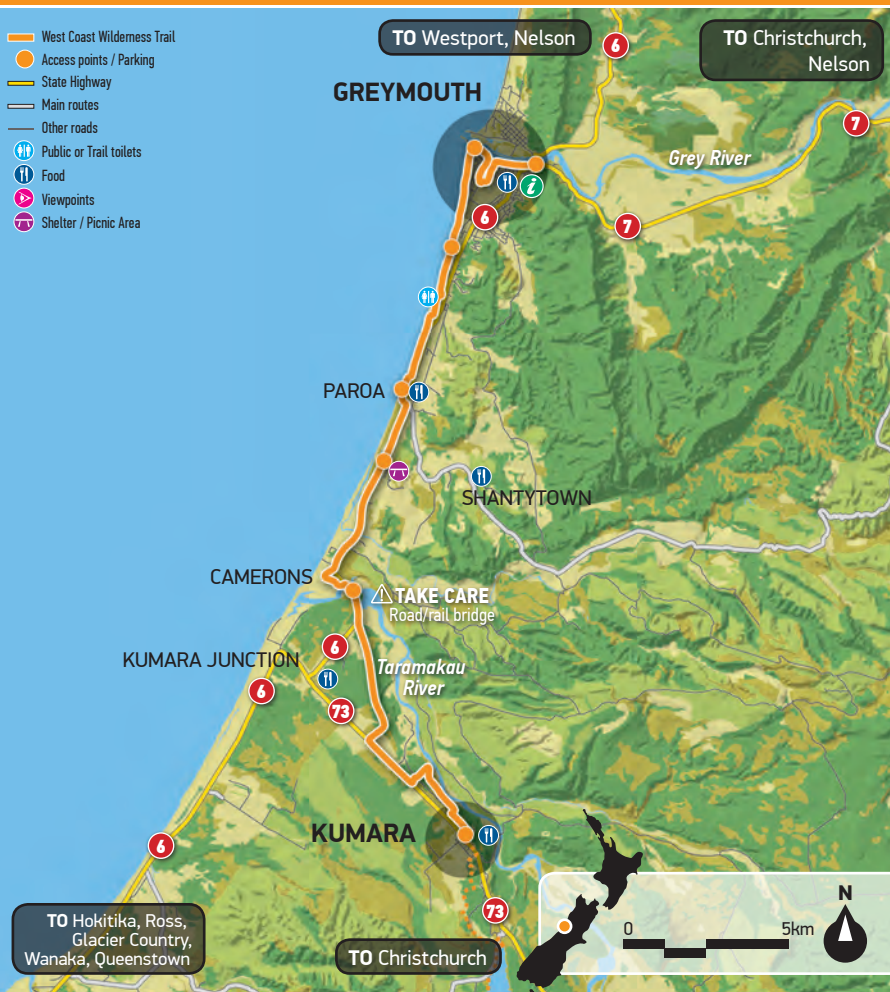 West Coast Wilderness Trail
Access points / Parking
State Highway
Main routes
Other roads
Public or Trail toilets
Food
Viewpoints
Shelter / Picnic Area
TO Westport, Nelson
6
TO Christchurch,
Nelson
GREYMOUTH
7
Grey River
i
6
7
PAROA
SHANTYTOWN
CAMERONS
TAKE CARE
Road/rail bridge
6
KUMARA JUNCTION
Taramakau
River
6
73
KUMARA
6
73
TO Hokitika, Ross,
Glacier Country,
Wanaka, Queenstown
TO Christchurch
0
5km
N